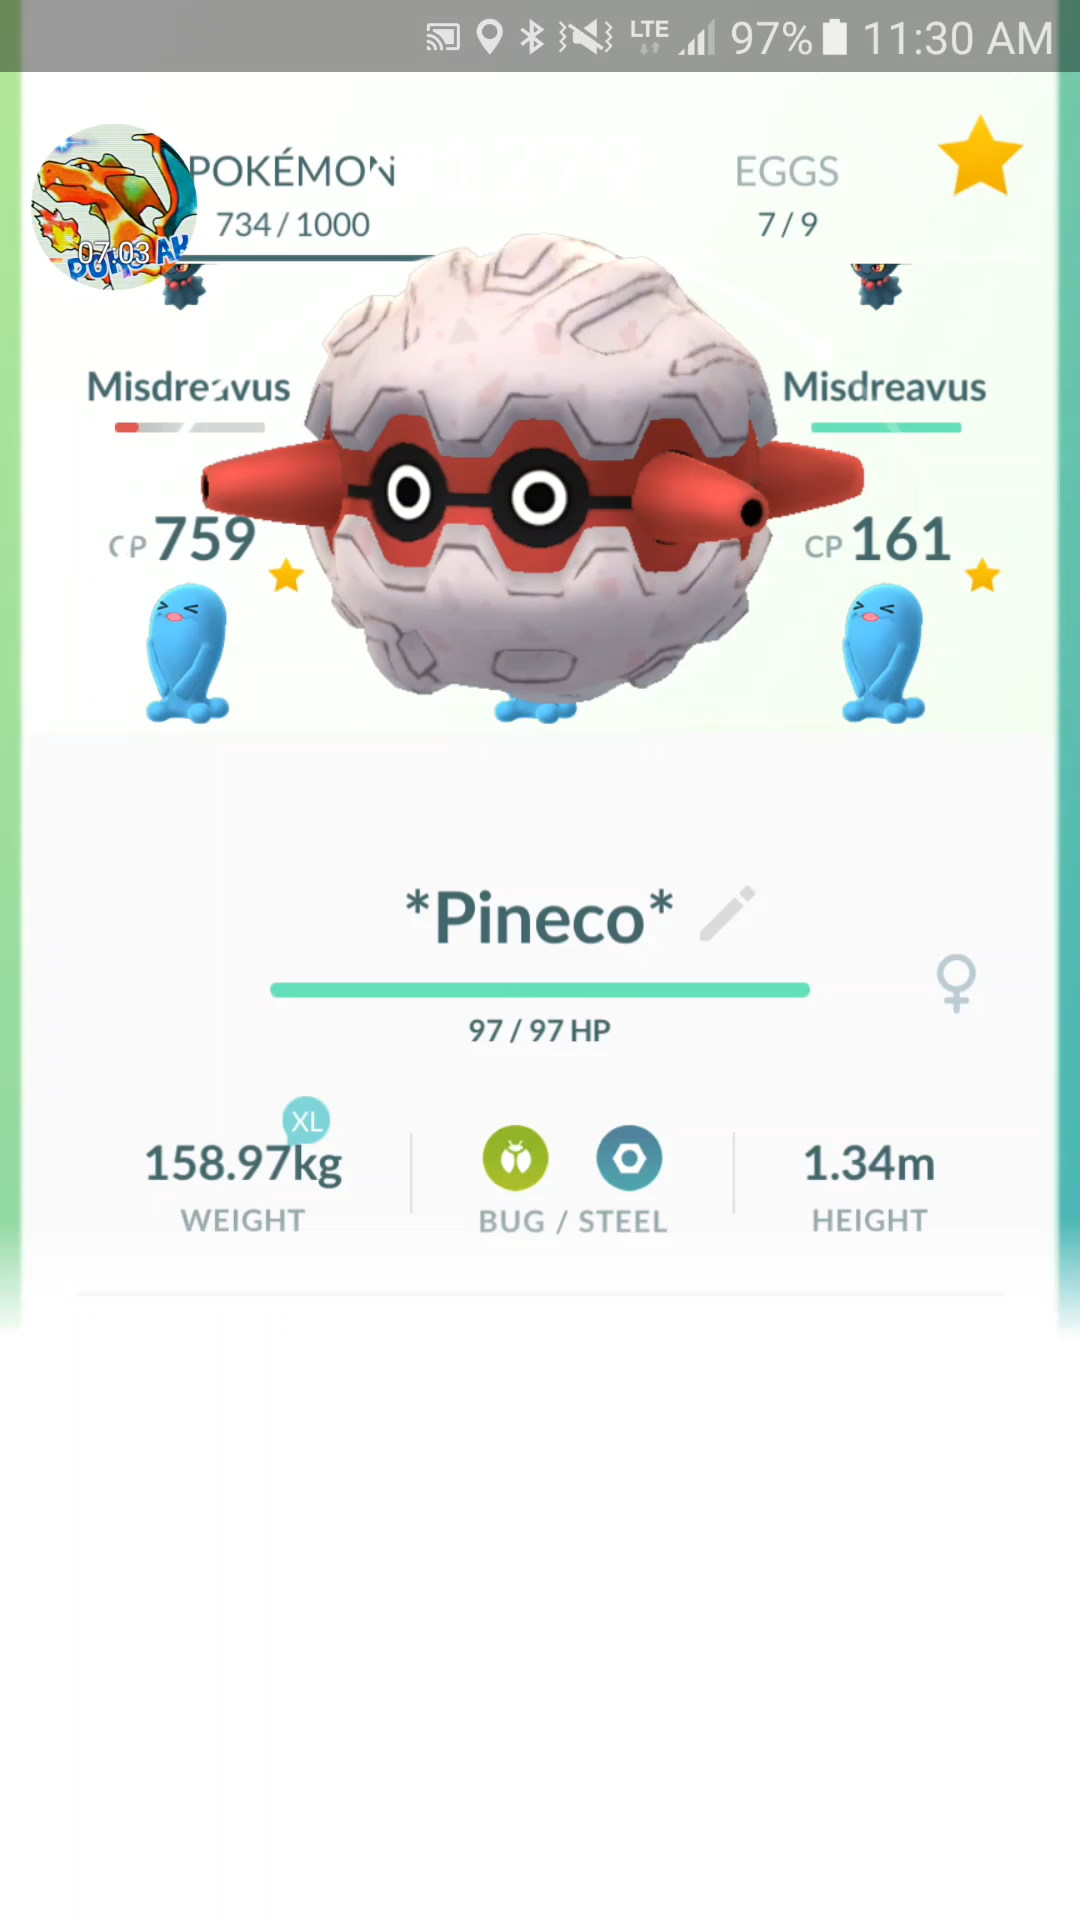 LTE 97% 11:30 AM
POKÉMON EGGS
734 / 1000 7 / 9
07:03
Misdreavus Misdreavus
CP 759 CP 161
*Pineco*
97 / 97 HP
XL
158.97kg 1.34m
WEIGHT BUG / STEEL HEIGHT